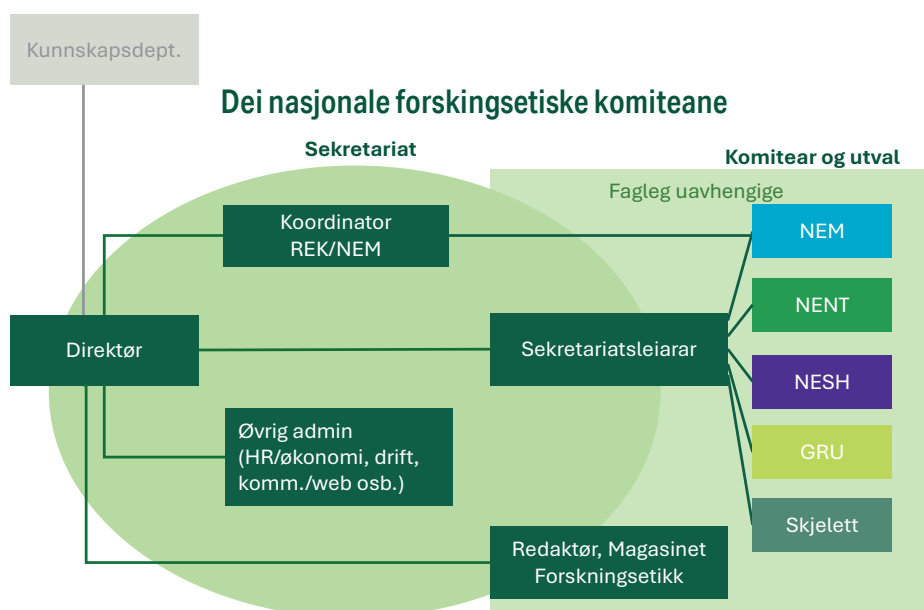 Kunnskapsdept.
Dei nasjonale forskingsetiske komiteane
Sekretariat
Komitear og utval
Fagleg uavhengige
Koordinator
REK/NEM
NEM
NENT
Direktør
Sekretariatsleiarar
NESH
Øvrig admin
(HR/økonomi, drift,
komm./web osb.)
GRU
Skjelett
Redaktør, Magasinet
Forskningsetikk